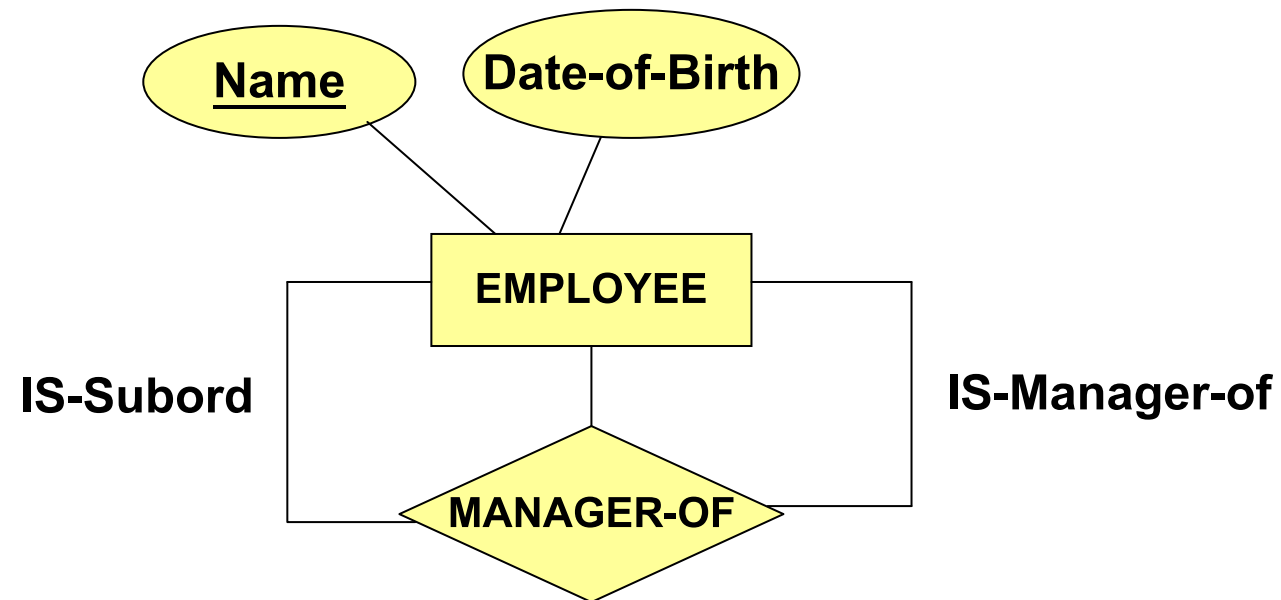 Name
Date-of-Birth
EMPLOYEE
IS-Subord
IS-Manager-of
MANAGER-OF